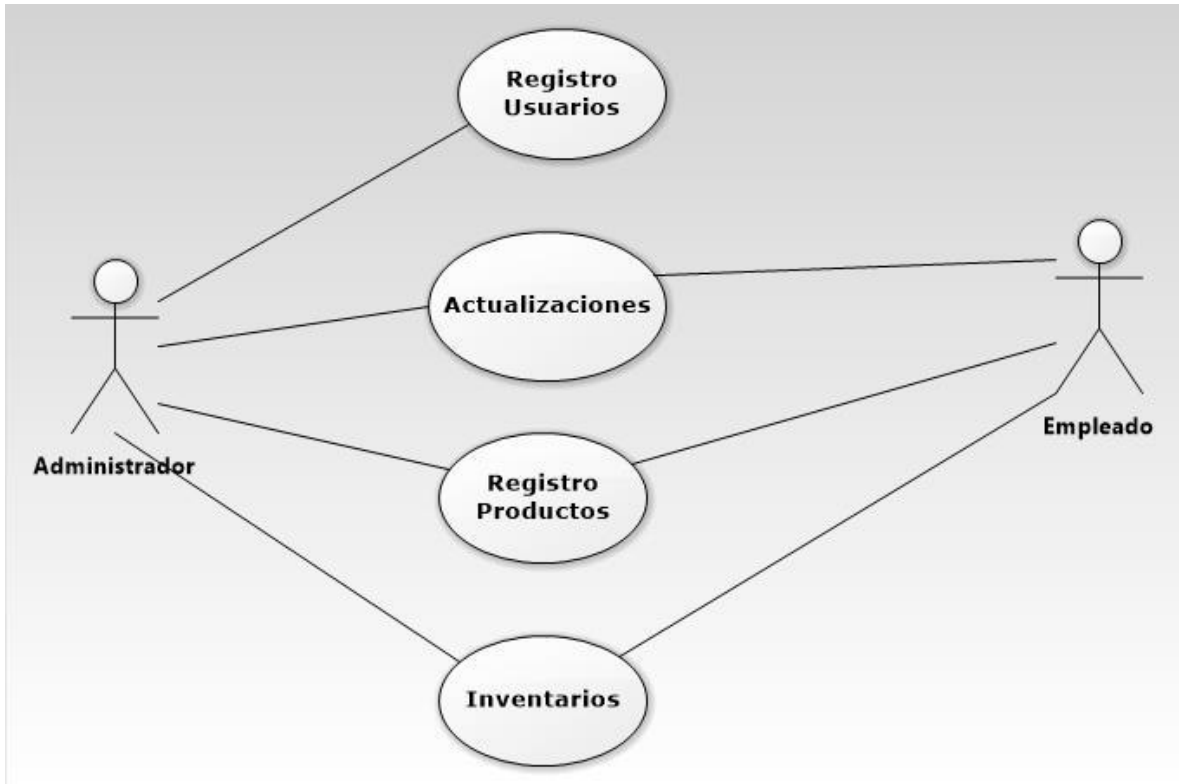 Registro
Usuarios
Actualizaciones
Administrador
Empleado
Registro
Productos
Inventarios